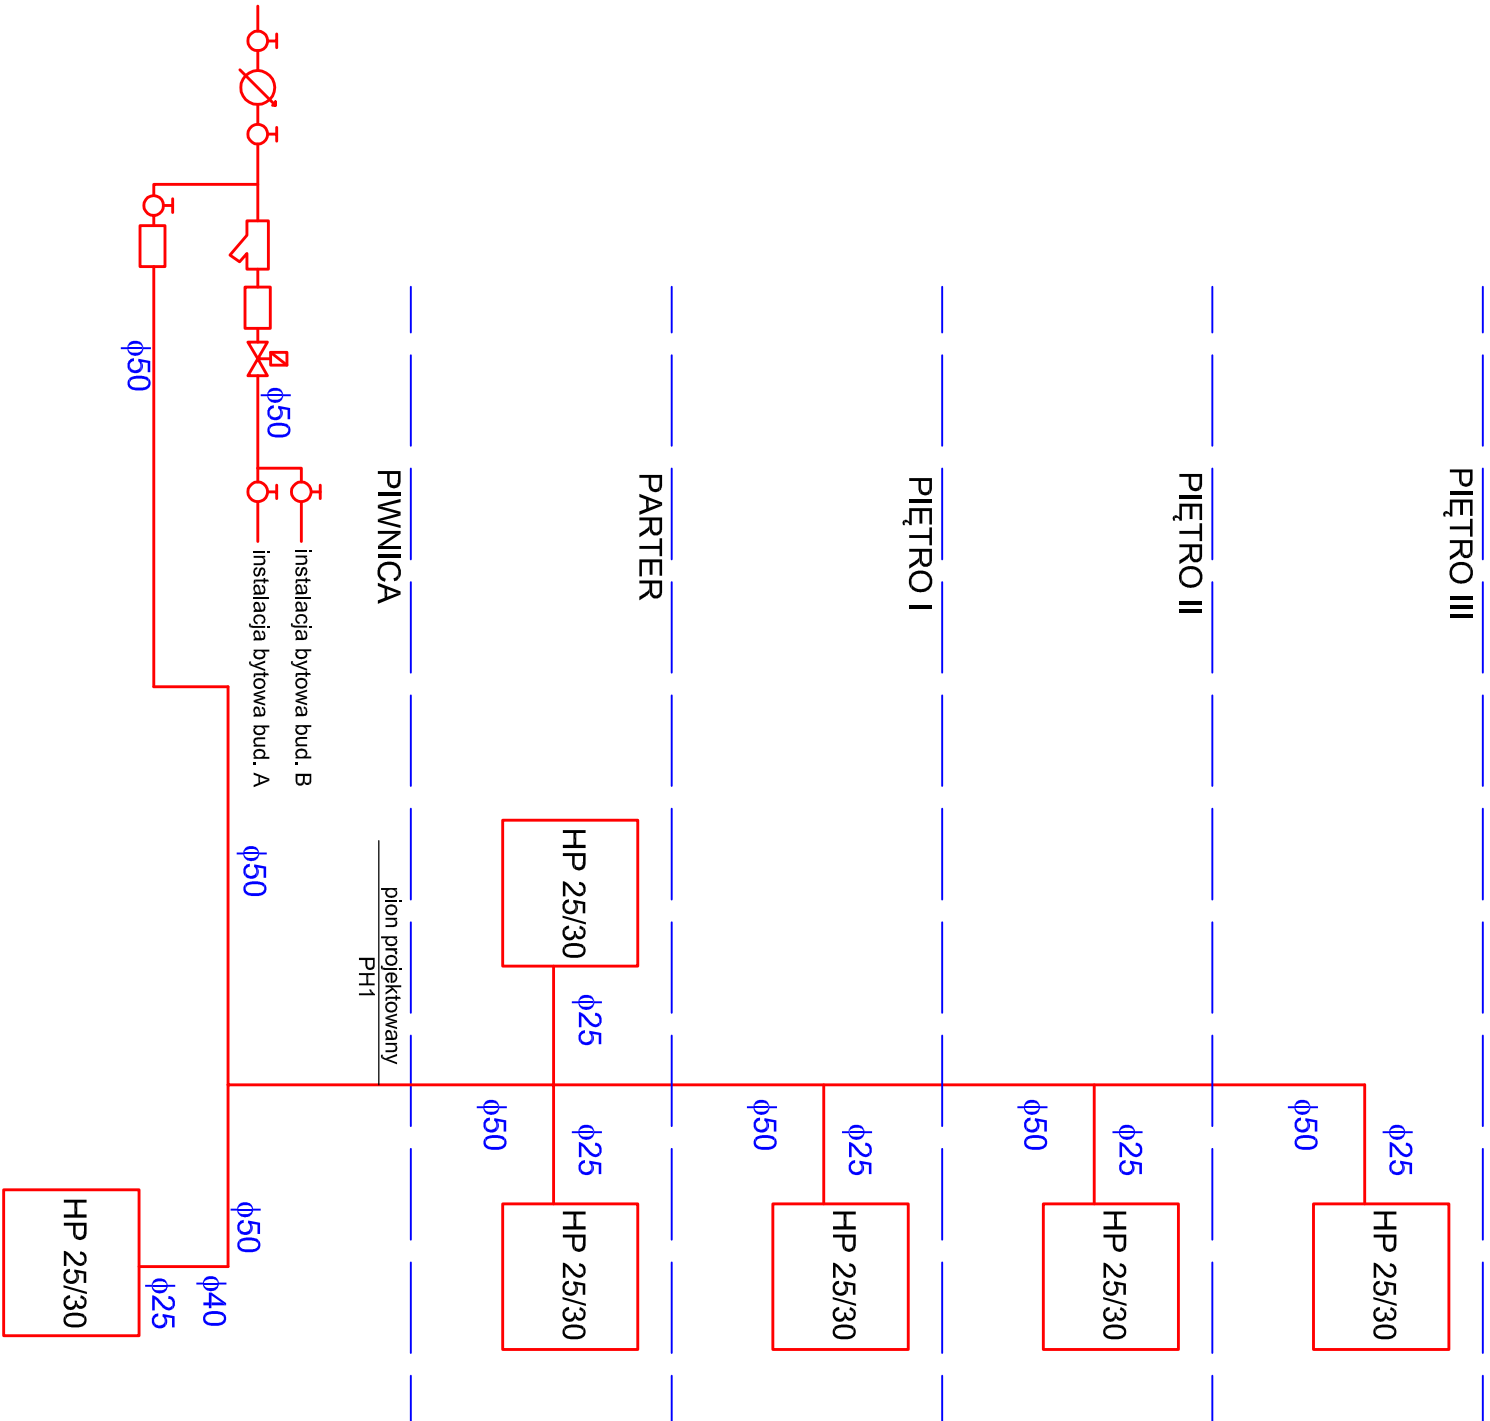 PIĘTRO III
ϕ25
HP 25/30
ϕ50
PIĘTRO II
ϕ25
HP 25/30
ϕ50
PIĘTRO I
ϕ25
HP 25/30
ϕ50
PARTER
ϕ25
ϕ25
HP 25/30
HP 25/30
ϕ50
PIWNICA
pion projektowany
PH1
instalacja bytowa bud. B
ϕ50
instalacja bytowa bud. A
ϕ50
ϕ50
ϕ40
ϕ25
ϕ50
HP 25/30